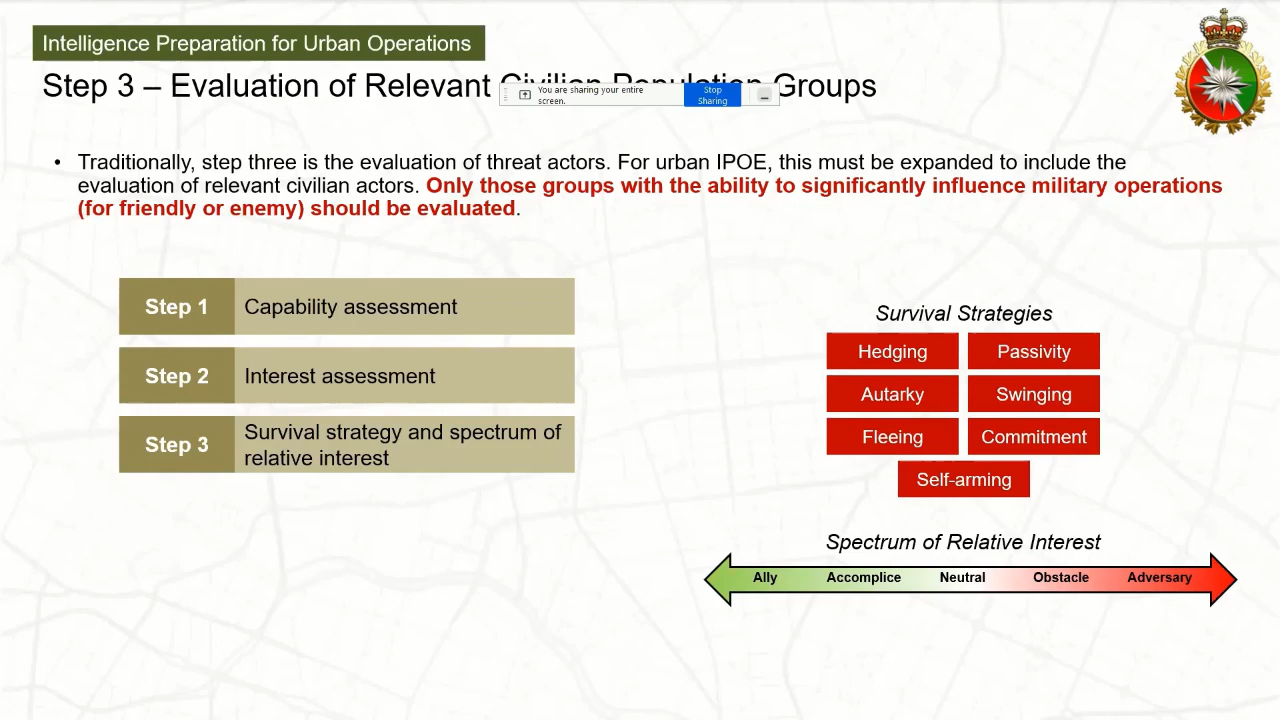 Intelligence Preparation for Urban Operations
Step 3 – Evaluation of Relevant Civilian Population Groups
You are sharing your entire
screen.
Stop
Sharing
• Traditionally, step three is the evaluation of threat actors. For urban IPOE, this must be expanded to include the
evaluation of relevant civilian actors. Only those groups with the ability to significantly influence military operations
(for friendly or enemy) should be evaluated.
Step 1 Capability assessment
Step 2 Interest assessment
Step 3 Survival strategy and spectrum of
relative interest
Survival Strategies
Hedging Passivity
Autarky Swinging
Fleeing Commitment
Self-arming
Spectrum of Relative Interest
Ally Accomplice Neutral Obstacle Adversary